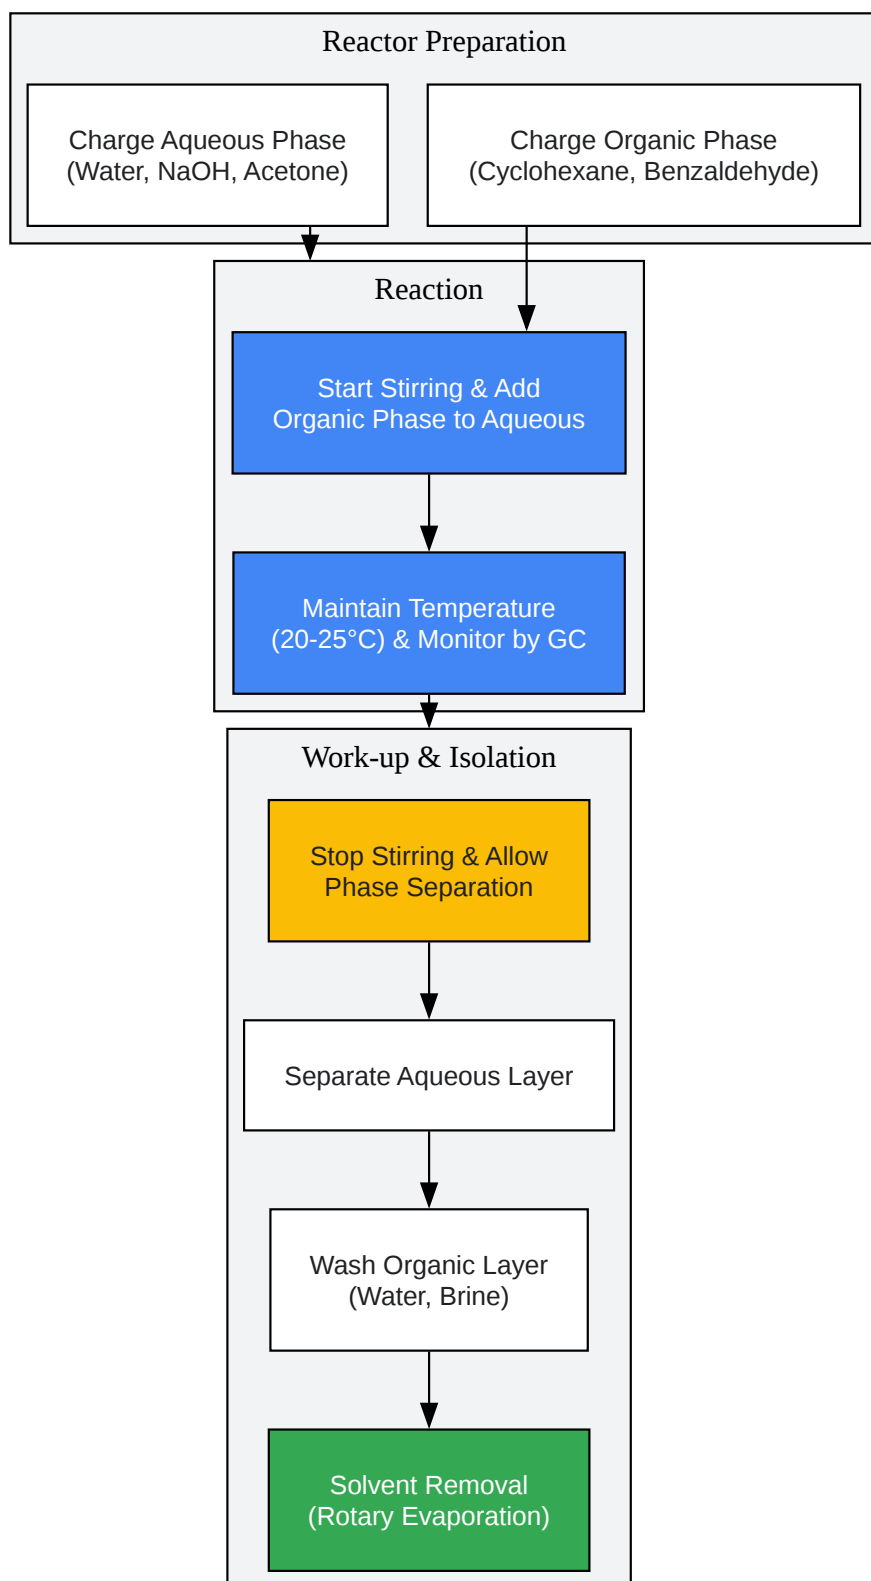 Reactor Preparation
Charge Aqueous Phase
(Water, NaOH, Acetone)
Charge Organic Phase
(Cyclohexane, Benzaldehyde)
Reaction
Start Stirring & Add
Organic Phase to Aqueous
Maintain Temperature
(20-25°C) & Monitor by GC
Work-up & Isolation
Stop Stirring & Allow
Phase Separation
Separate Aqueous Layer
Wash Organic Layer
(Water, Brine)
Solvent Removal
(Rotary Evaporation)